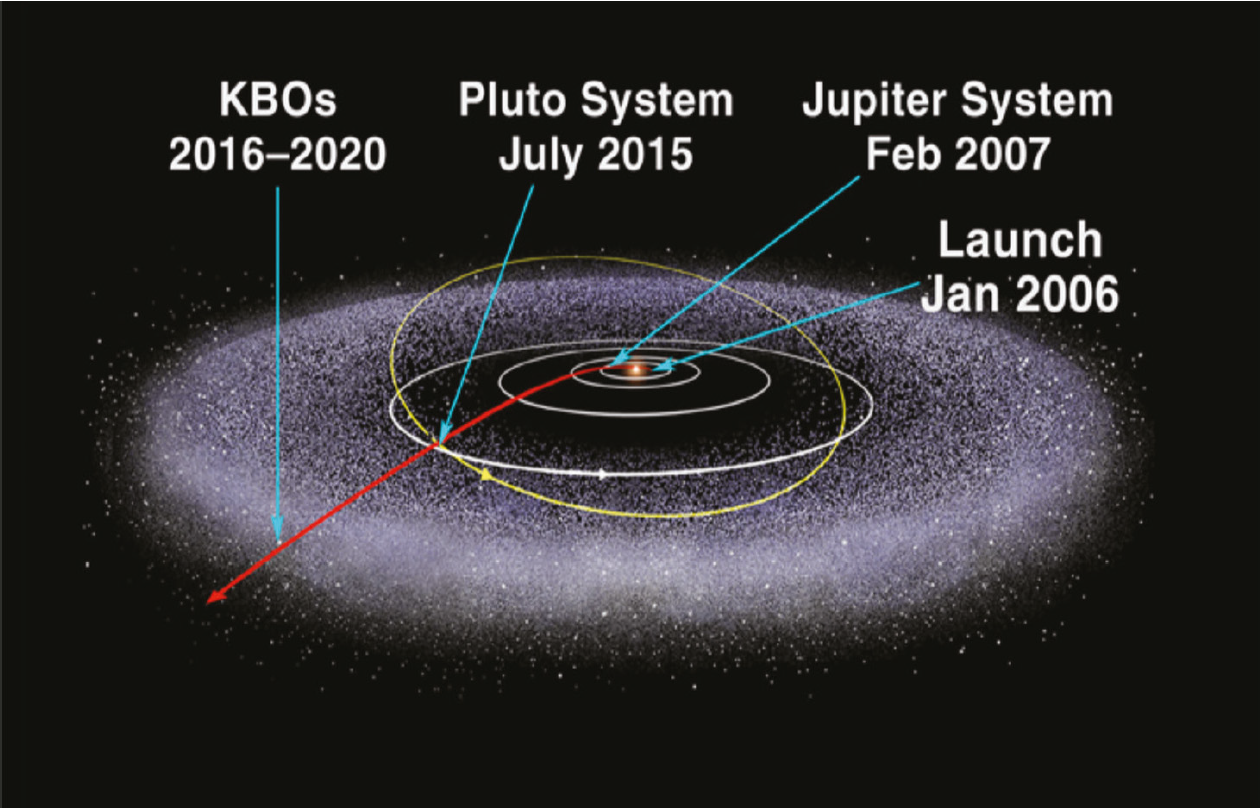 KBOs
2016–2020
Pluto System
July 2015
Jupiter System
Feb 2007
Launch
Jan 2006